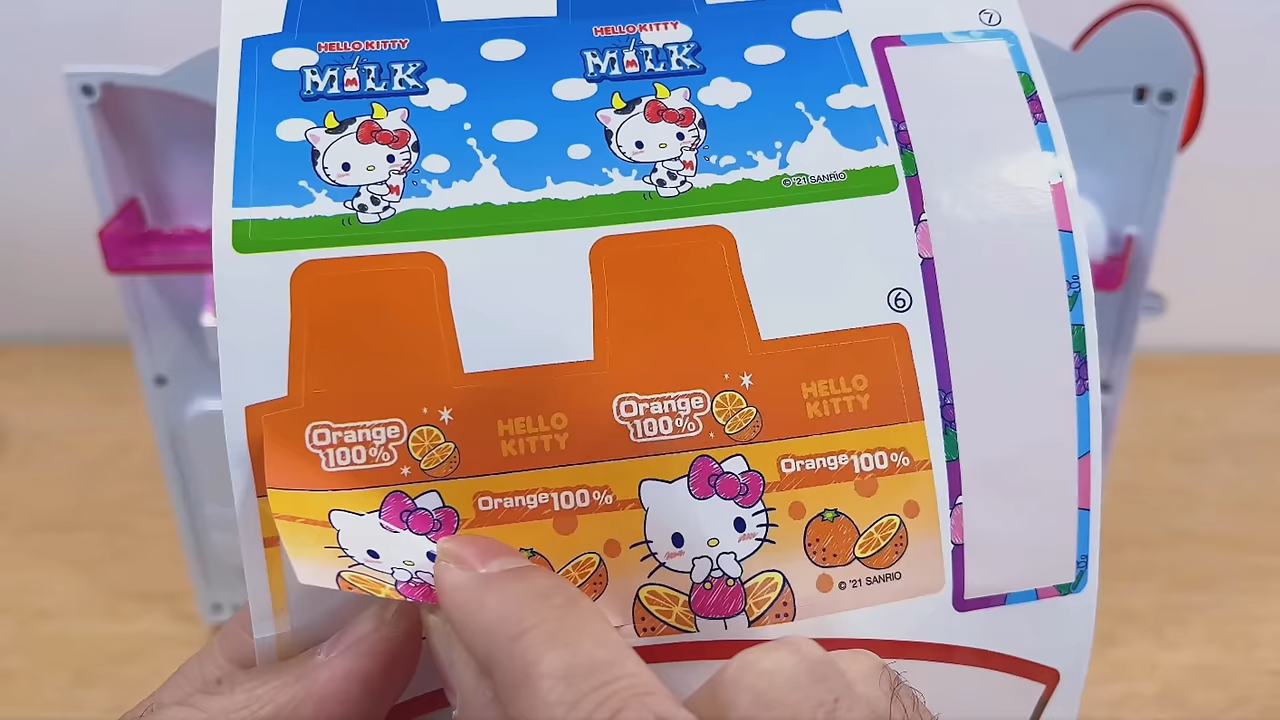 HELLO KITTY
MILK
HELLO KITTY
MILK
M
M
© '21 SANRIO
⑦
⑥
Orange
100%
HELLO
KITTY
Orange
100%
HELLO
KITTY
Orange 100%
Orange 100%
© '21 SANRIO